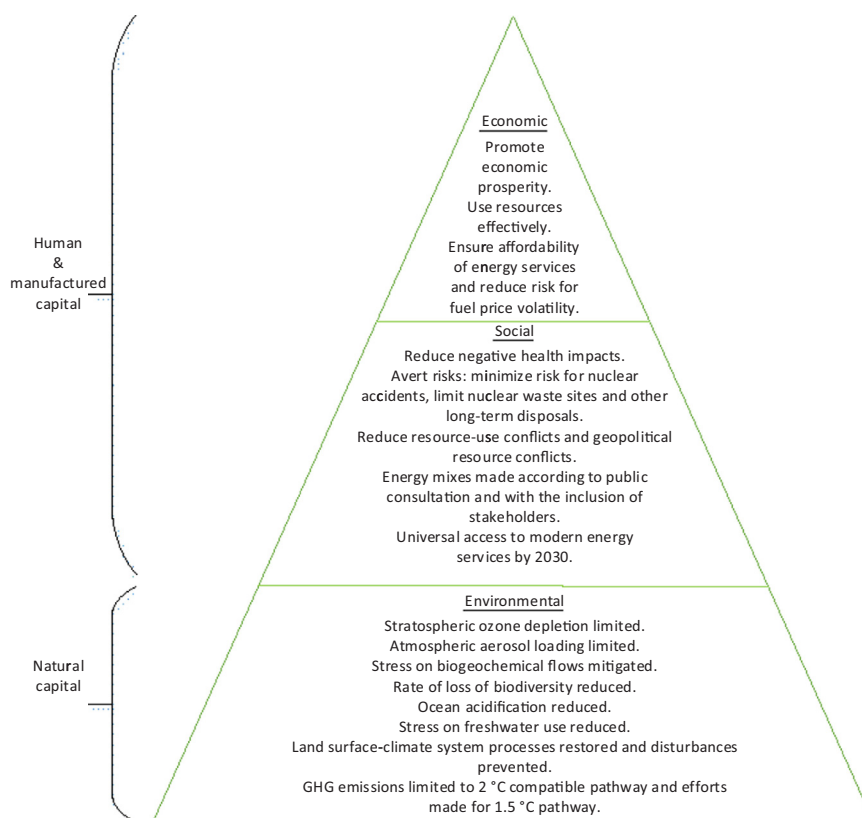 Economic
Promote
economic
prosperity.
Use resources
effectively.
Ensure affordability
of energy services
and reduce risk for
fuel price volatility.
Human
&
manufactured
capital
Social
Reduce negative health impacts.
Avert risks: minimize risk for nuclear
accidents, limit nuclear waste sites and other
long-term disposals.
Reduce resource-use conflicts and geopolitical
resource conflicts.
Energy mixes made according to public
consultation and with the inclusion of
stakeholders.
Universal access to modern energy
services by 2030.
Environmental
Stratospheric ozone depletion limited.
Atmospheric aerosol loading limited.
Stress on biogeochemical flows mitigated.
Rate of loss of biodiversity reduced.
Ocean acidification reduced.
Stress on freshwater use reduced.
Land surface-climate system processes restored and disturbances
prevented.
GHG emissions limited to 2 °C compatible pathway and efforts
made for 1.5 °C pathway.
Natural
capital